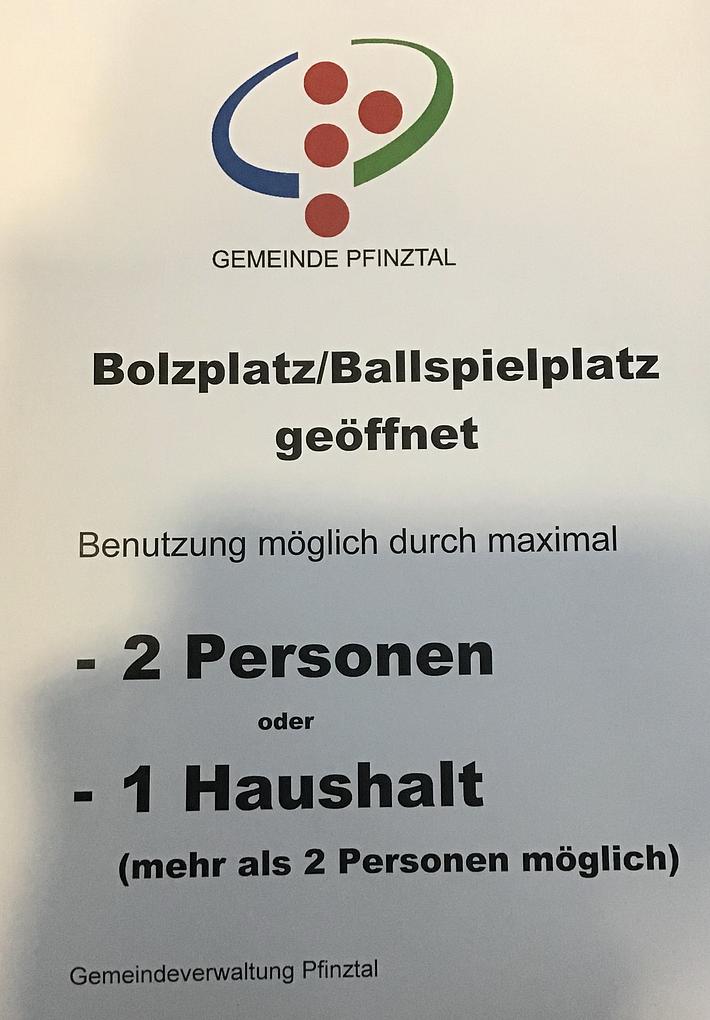 GEMEINDE PFINZTAL
Bolzplatz/Ballspielplatz
geöffnet
Benutzung möglich durch maximal
- 2 Personen
oder
- 1 Haushalt
(mehr als 2 Personen möglich)
Gemeindeverwaltung Pfinztal